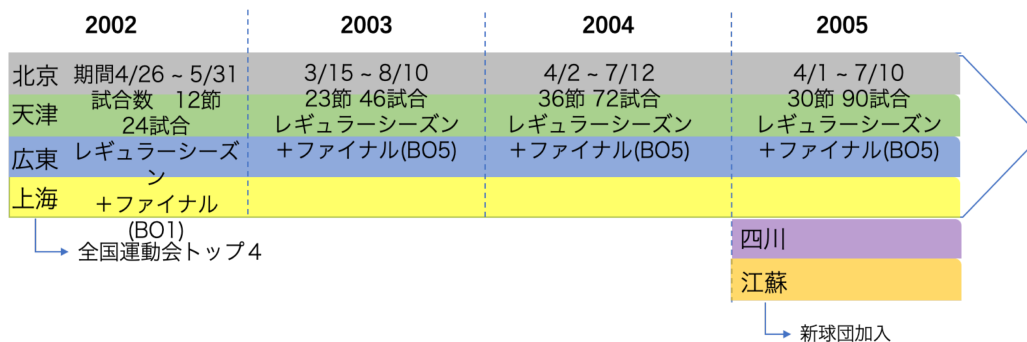 2002
2003
2004
2005
北京
天津
広東
上海
期間4/26 ~ 5/31
試合数　12節
24試合
レギュラーシーズ
ン
＋ファイナル
(BO1)
3/15 ~ 8/10
23節 46試合
レギュラーシーズン
＋ファイナル(BO5)
4/2 ~ 7/12
36節 72試合
レギュラーシーズン
＋ファイナル(BO5)
4/1 ~ 7/10
30節 90試合
レギュラーシーズン
＋ファイナル(BO5)
全国運動会トップ４
四川
江蘇
新球団加入